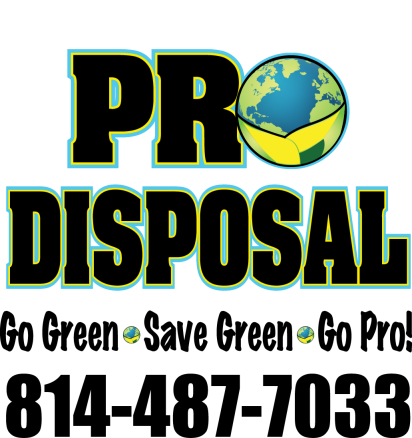 PRO
DISPOSAL
Go Green • Save Green • Go Pro!
814-487-7033